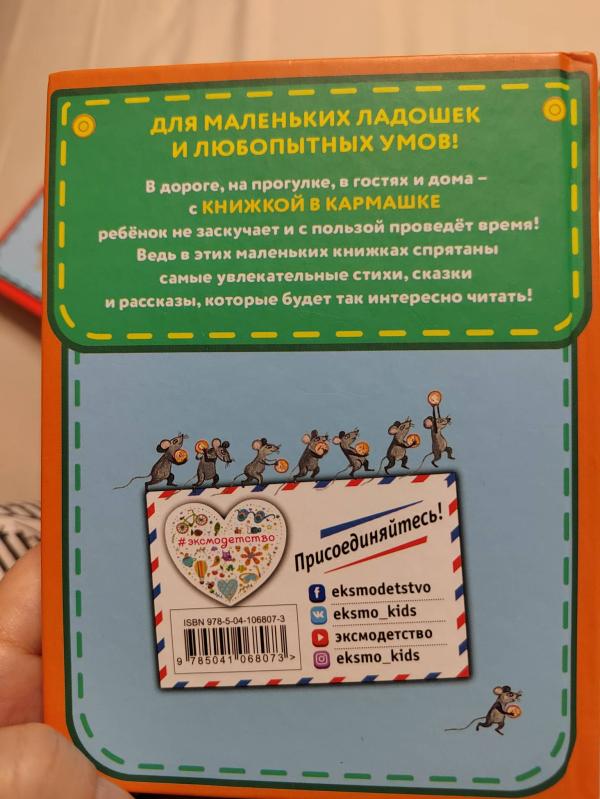 ДЛЯ МАЛЕНЬКИХ ЛАДОШЕК
И ЛЮБОПЫТНЫХ УМОВ!
В дороге, на прогулке, в гостях и дома –
с КНИЖКОЙ В КАРМАШКЕ
ребёнок не заскучает и с пользой проведёт время!
Ведь в этих маленьких книжках спрятаны
самые увлекательные стихи, сказки
и рассказы, которые будет так интересно читать!
#эксмодетство
Присоединяйтесь!
eksmodetstvo
eksmo_kids
эксмодетство
eksmo_kids
ISBN 978-5-04-106807-3
9 785041 068073 >